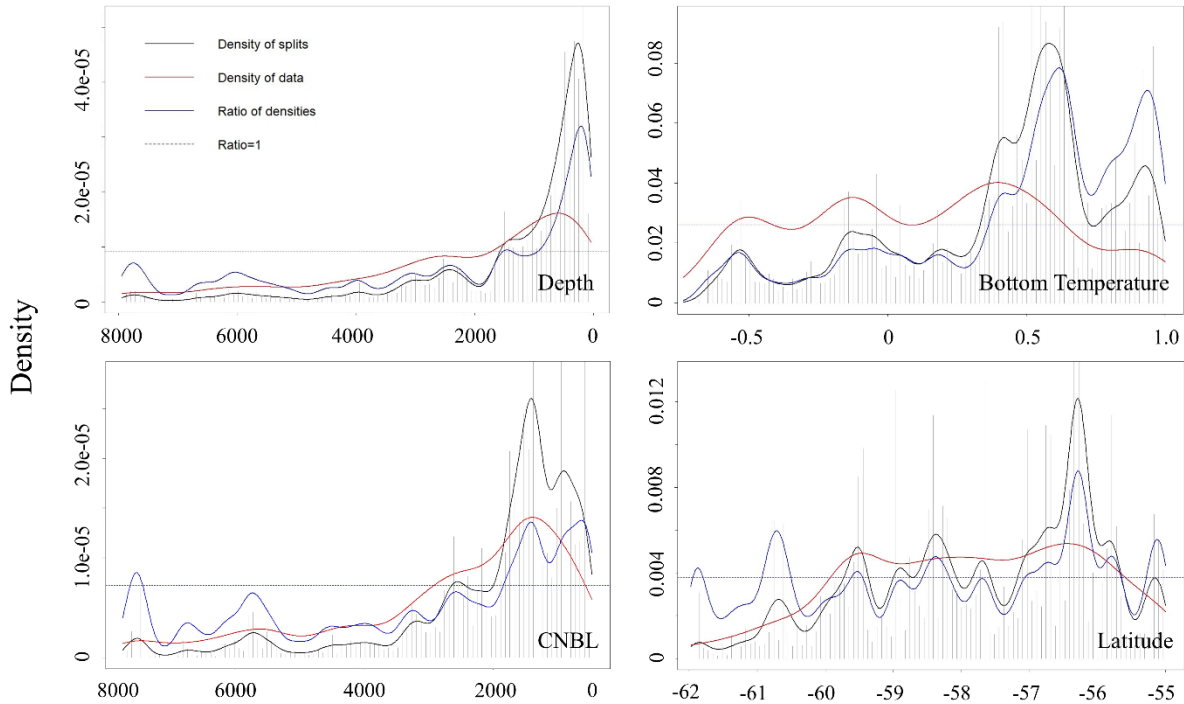 Density
Density of splits
Density of data
Ratio of densities
Ratio=1
0 2.0e-05 4.0e-05
Depth
8000 6000 4000 2000 0
0 0.02 0.04 0.06 0.08
Bottom Temperature
-0.5 0 0.5 1.0
0 1.0e-05 2.0e-05
CNBL
8000 6000 4000 2000 0
0 0.004 0.008 0.012
Latitude
-62 -61 -60 -59 -58 -57 -56 -55